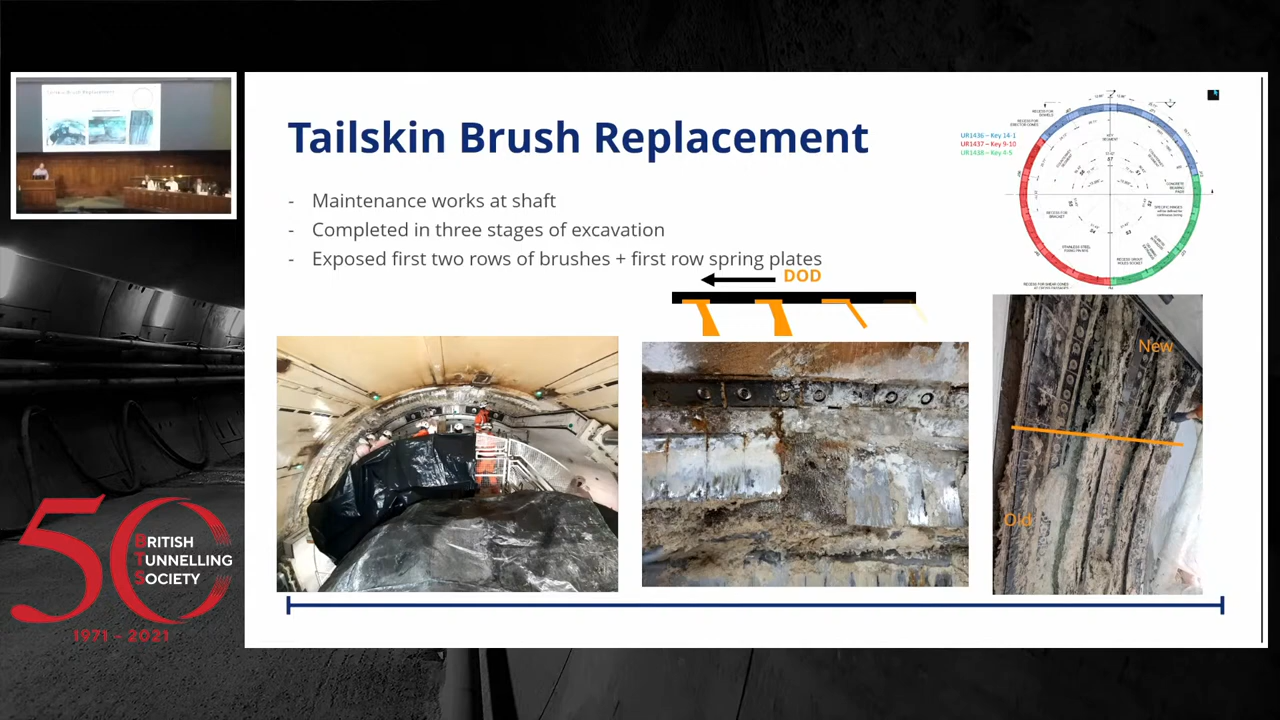 Tailskin Brush Replacement
- Maintenance works at shaft
- Completed in three stages of excavation
- Exposed first two rows of brushes + first row spring plates
DOD
UR1436 – Key 14-1
UR1437 – Key 9-10
UR1438 – Key 4-5
New
Old
50
BRITISH
TUNNELLING
SOCIETY
1971 - 2021